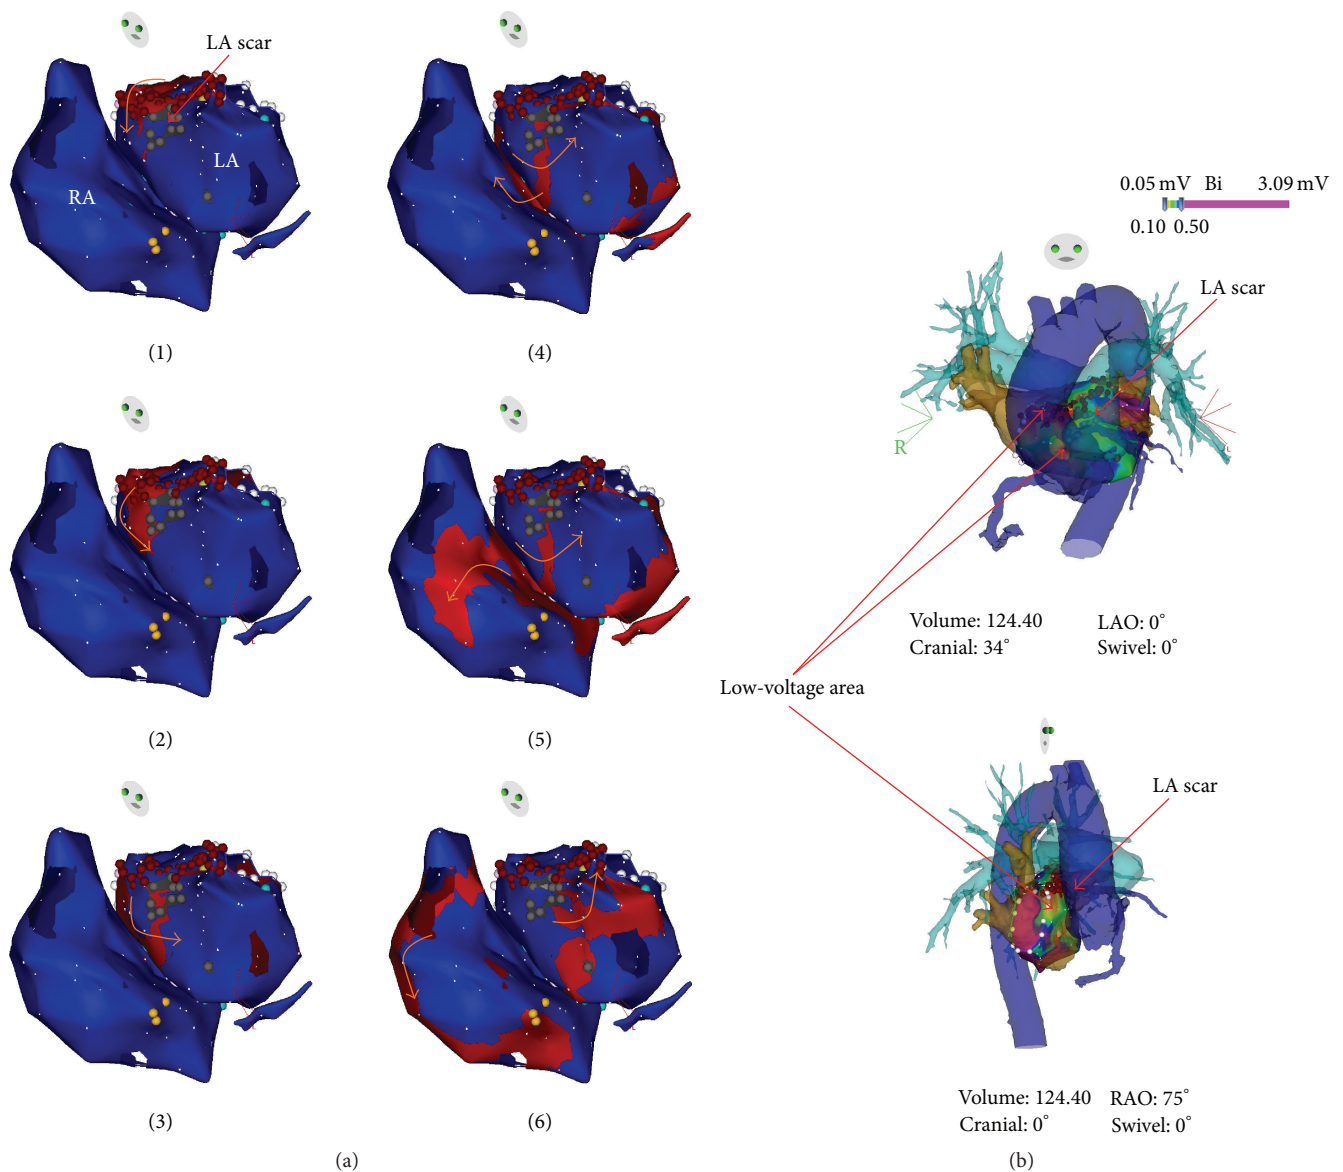 LA scar
LA
RA
(1)
(4)
(2)
(5)
(3)
(6)
(a)
0.05 mV Bi 3.09 mV
0.10 0.50
LA scar
R
L
Volume: 124.40 LAO: 0°
Cranial: 34° Swivel: 0°
Low-voltage area
LA scar
Volume: 124.40 RAO: 75°
Cranial: 0° Swivel: 0°
(b)